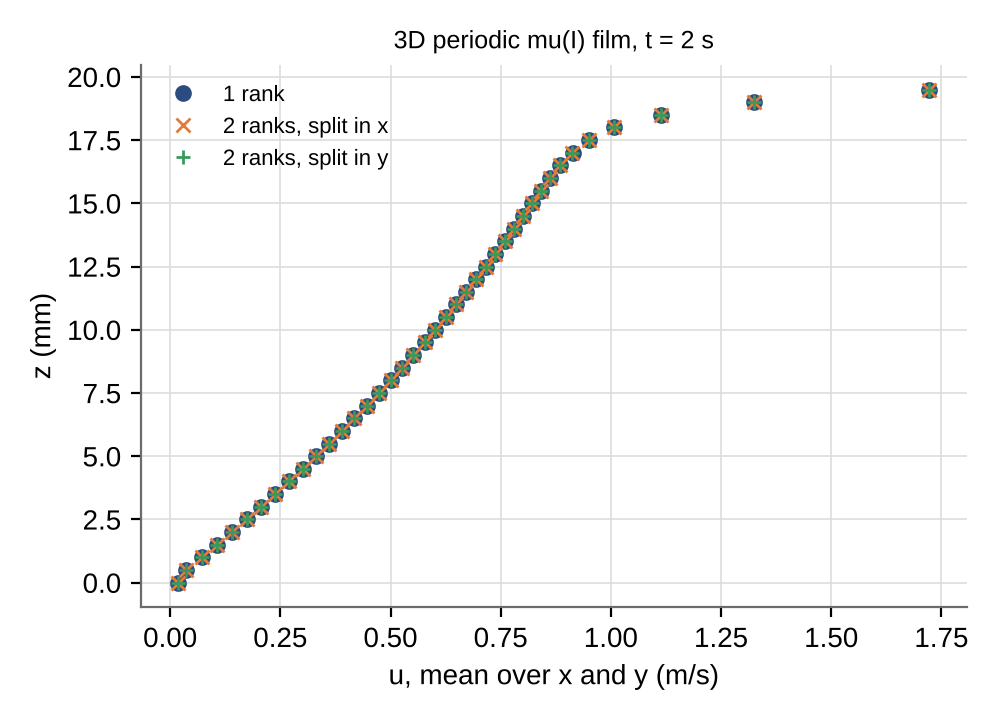 3D periodic mu(I) film, t = 2 s
1 rank
2 ranks, split in x
2 ranks, split in y
20.0
17.5
15.0
12.5
10.0
7.5
5.0
2.5
0.0
z (mm)
0.00 0.25 0.50 0.75 1.00 1.25 1.50 1.75
u, mean over x and y (m/s)